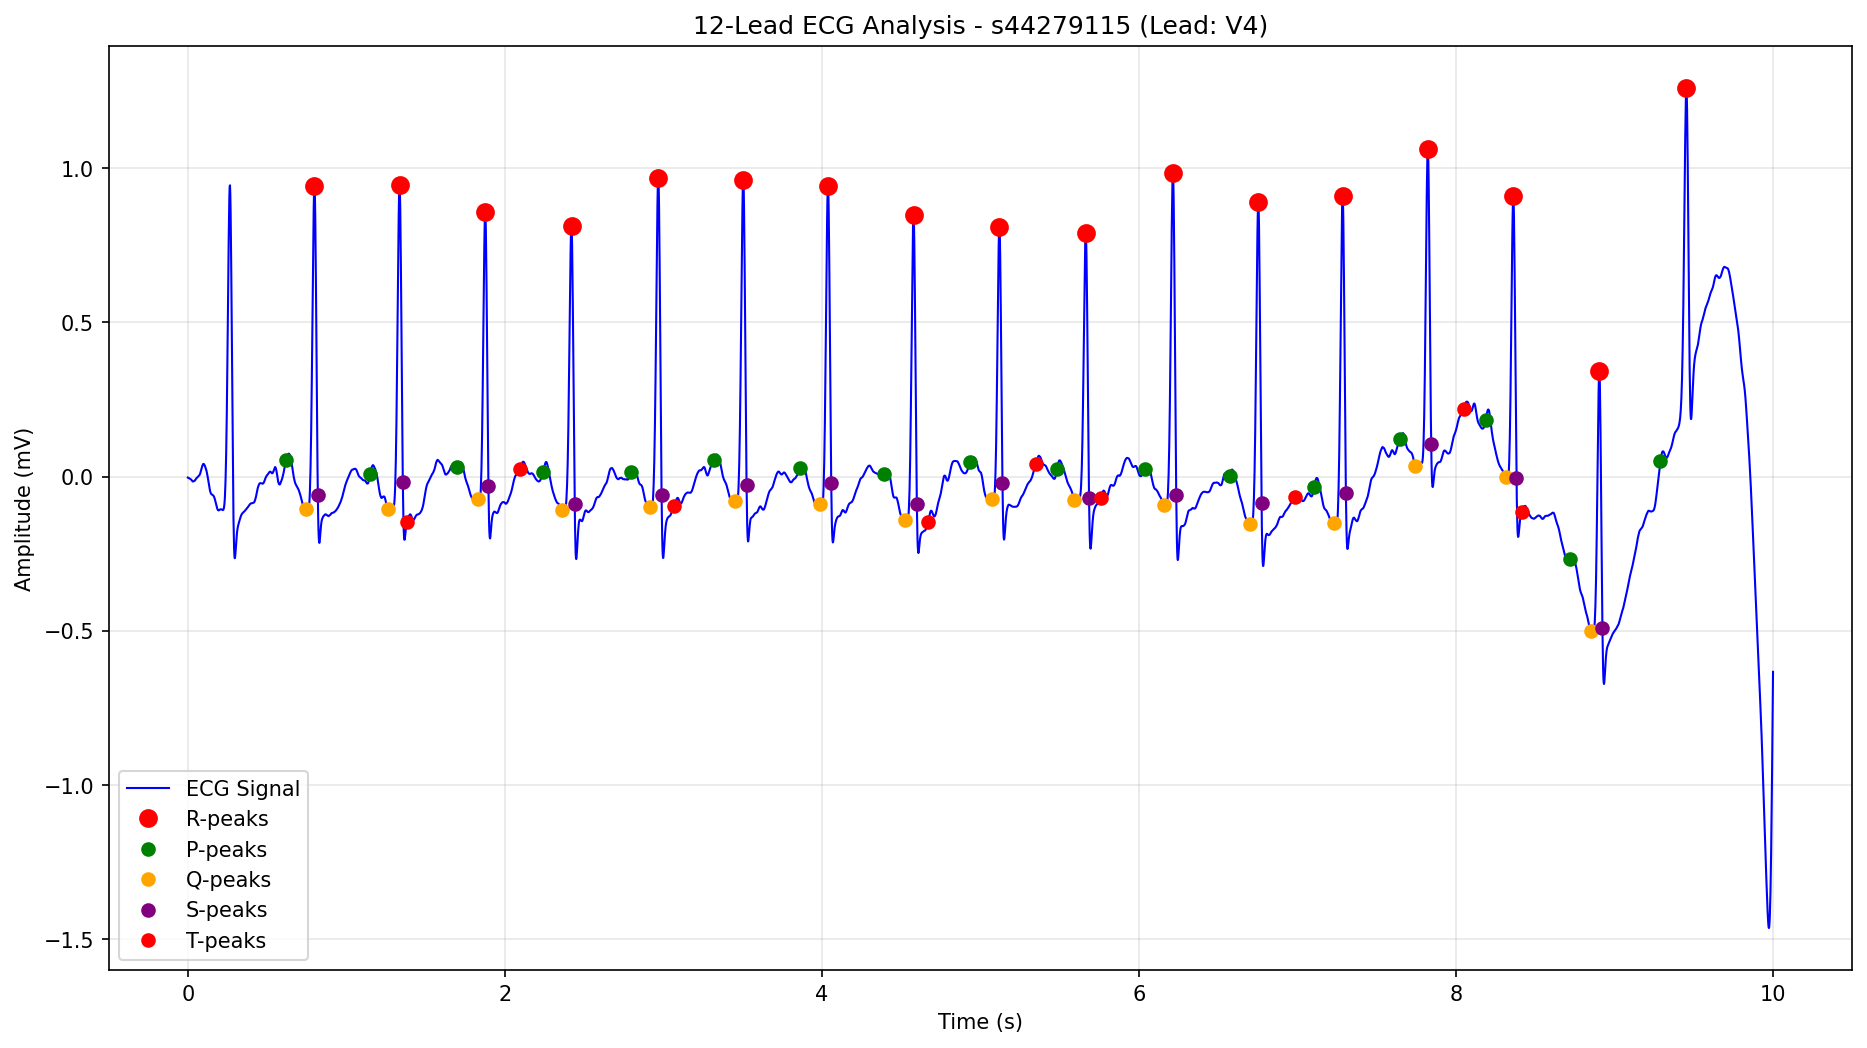 12-Lead ECG Analysis - s44279115 (Lead: V4)
Amplitude (mV)
1.0
0.5
0.0
−0.5
−1.0
−1.5
ECG Signal
R-peaks
P-peaks
Q-peaks
S-peaks
T-peaks
0 2 4 6 8 10
Time (s)